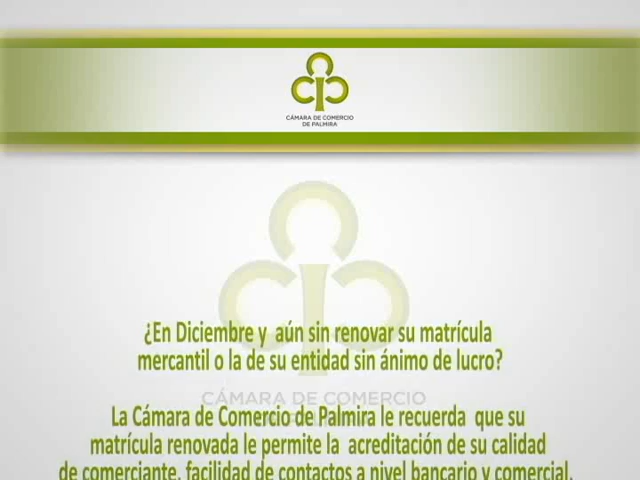 CÁMARA DE COMERCIO
DE PALMIRA
¿En Diciembre y aún sin renovar su matrícula
mercantil o la de su entidad sin ánimo de lucro?
CÁMARA DE COMERCIO
La Cámara de Comercio de Palmira le recuerda que su
matrícula renovada le permite la acreditación de su calidad
de comerciante, facilidad de contactos a nivel bancario y comercial,